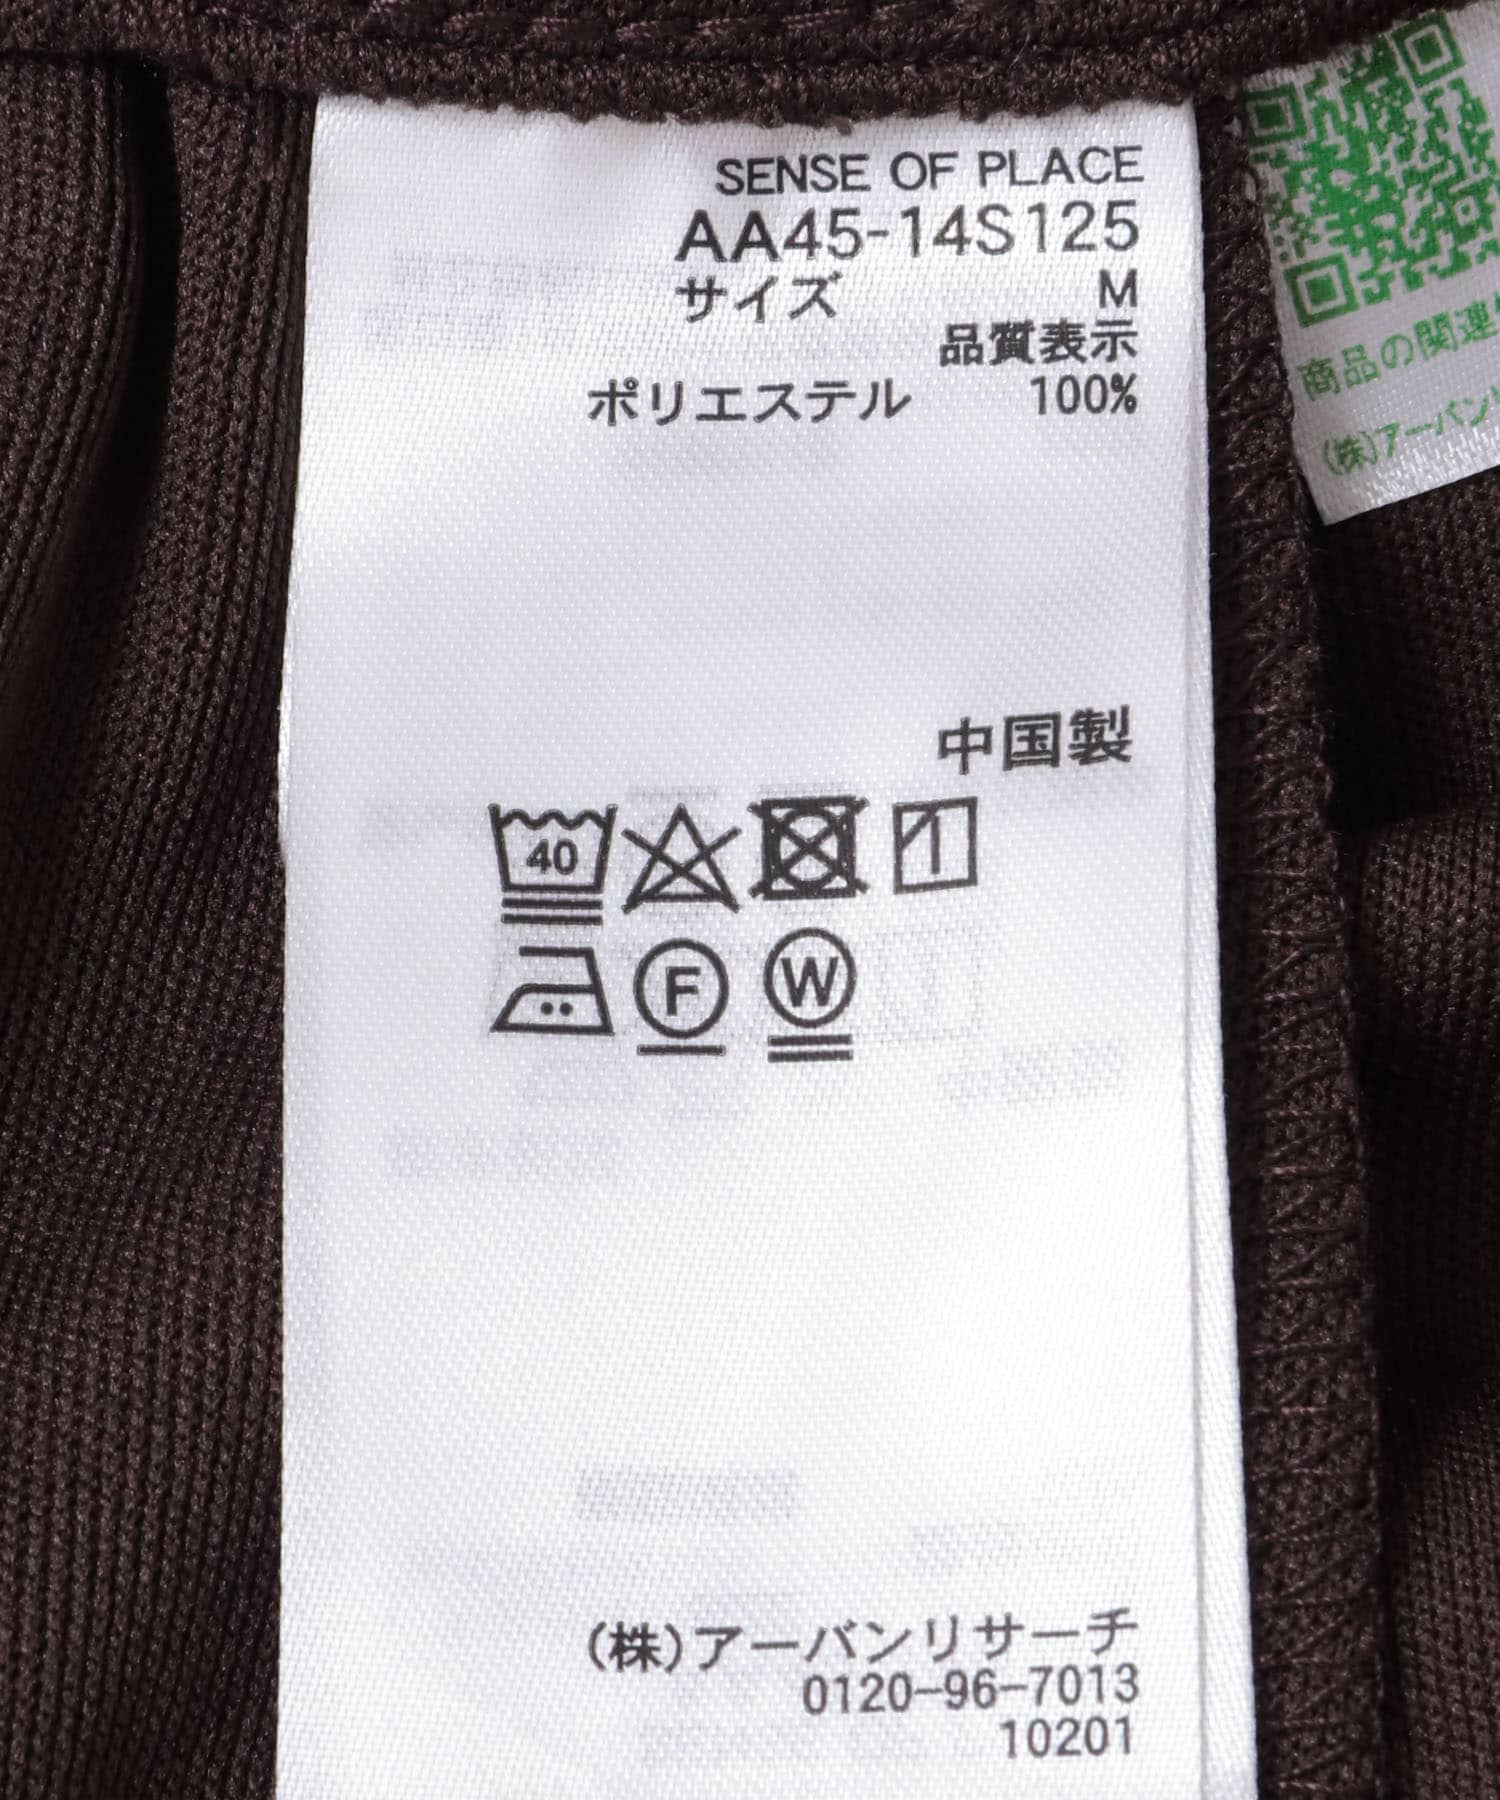 SENSE OF PLACE
AA45-14S125
サイズ M
品質表示
ポリエステル 100%
中国製
40
F
W
(株)アーバンリサーチ
0120-96-7013
10201
商品の関連
(株)アーバン